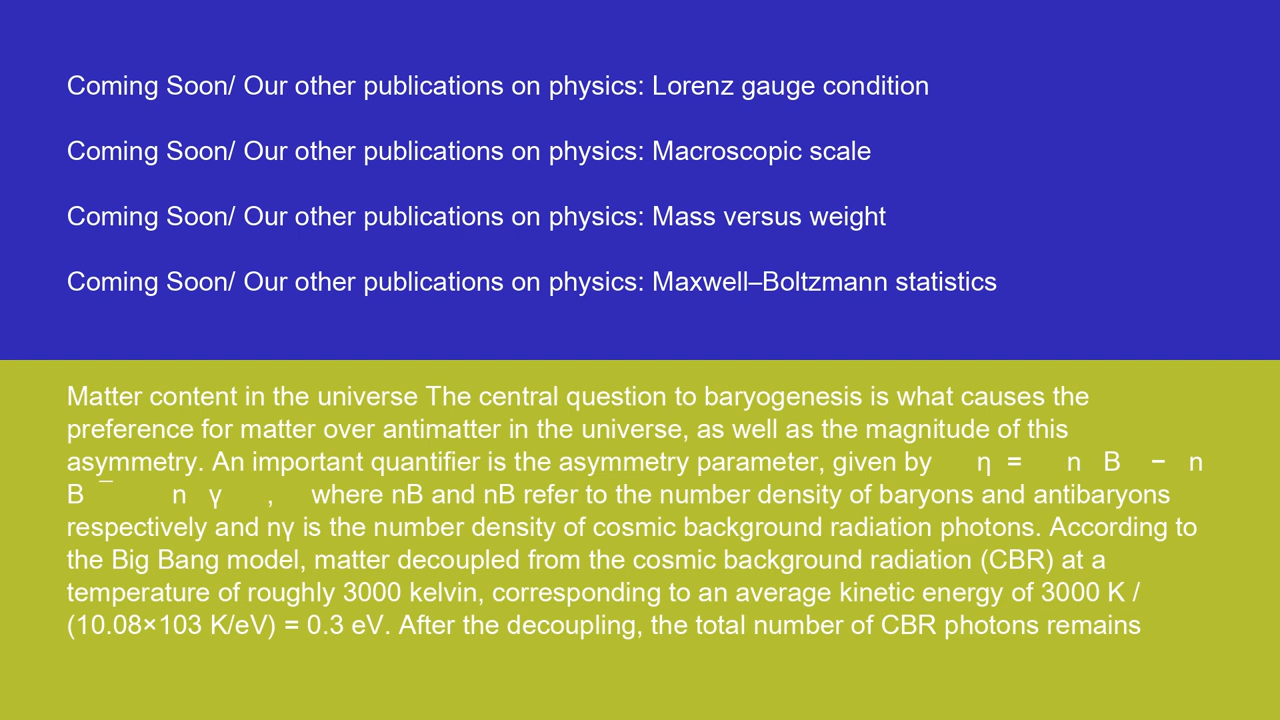 Coming Soon/ Our other publications on physics: Lorenz gauge condition
Coming Soon/ Our other publications on physics: Macroscopic scale
Coming Soon/ Our other publications on physics: Mass versus weight
Coming Soon/ Our other publications on physics: Maxwell–Boltzmann statistics
Matter content in the universe The central question to baryogenesis is what causes the
preference for matter over antimatter in the universe, as well as the magnitude of this
asymmetry. An important quantifier is the asymmetry parameter, given by η = n B − n
B ¯ n γ , where nB and nB refer to the number density of baryons and antibaryons
respectively and nγ is the number density of cosmic background radiation photons. According to
the Big Bang model, matter decoupled from the cosmic background radiation (CBR) at a
temperature of roughly 3000 kelvin, corresponding to an average kinetic energy of 3000 K /
(10.08×103 K/eV) = 0.3 eV. After the decoupling, the total number of CBR photons remains